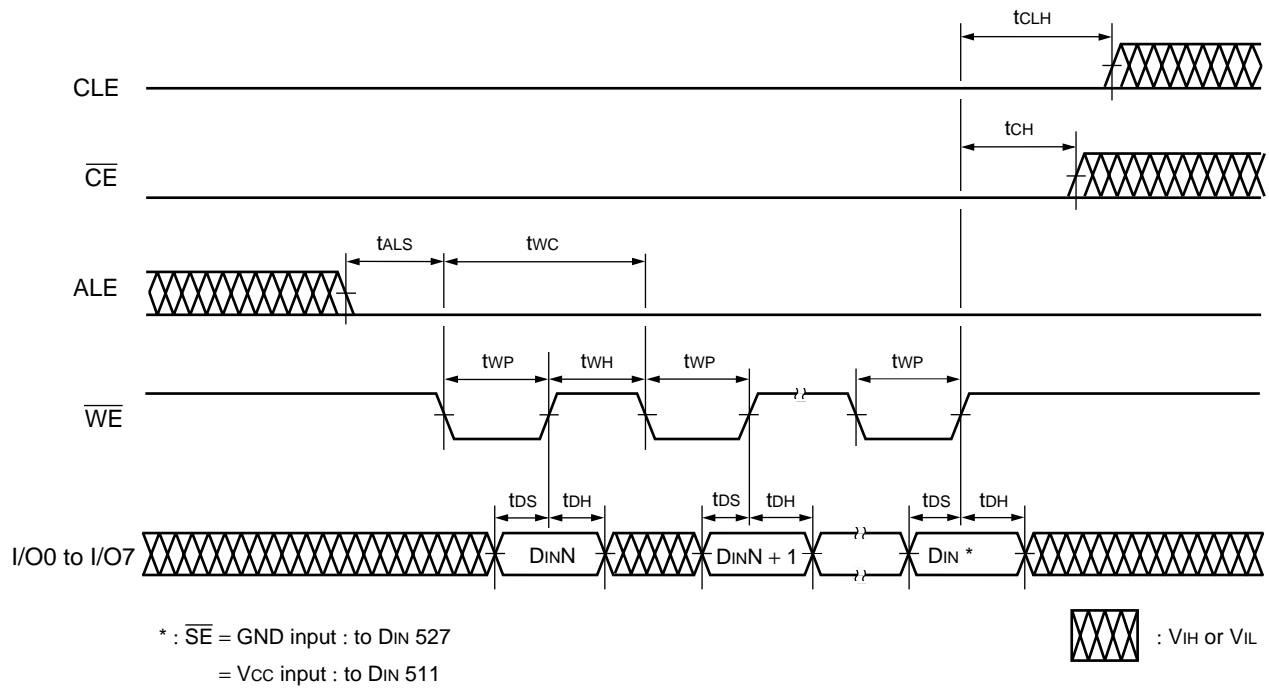 tCLH
CLE
tCH
CE
tALS tWC
ALE
tWP tWH tWP tWP
WE
tDS tDH tDS tDH tDS tDH
I/O0 to I/O7 DINN DINN + 1 DIN *
* : SE = GND input : to DIN 527
= VCC input : to DIN 511
: VIH or VIL